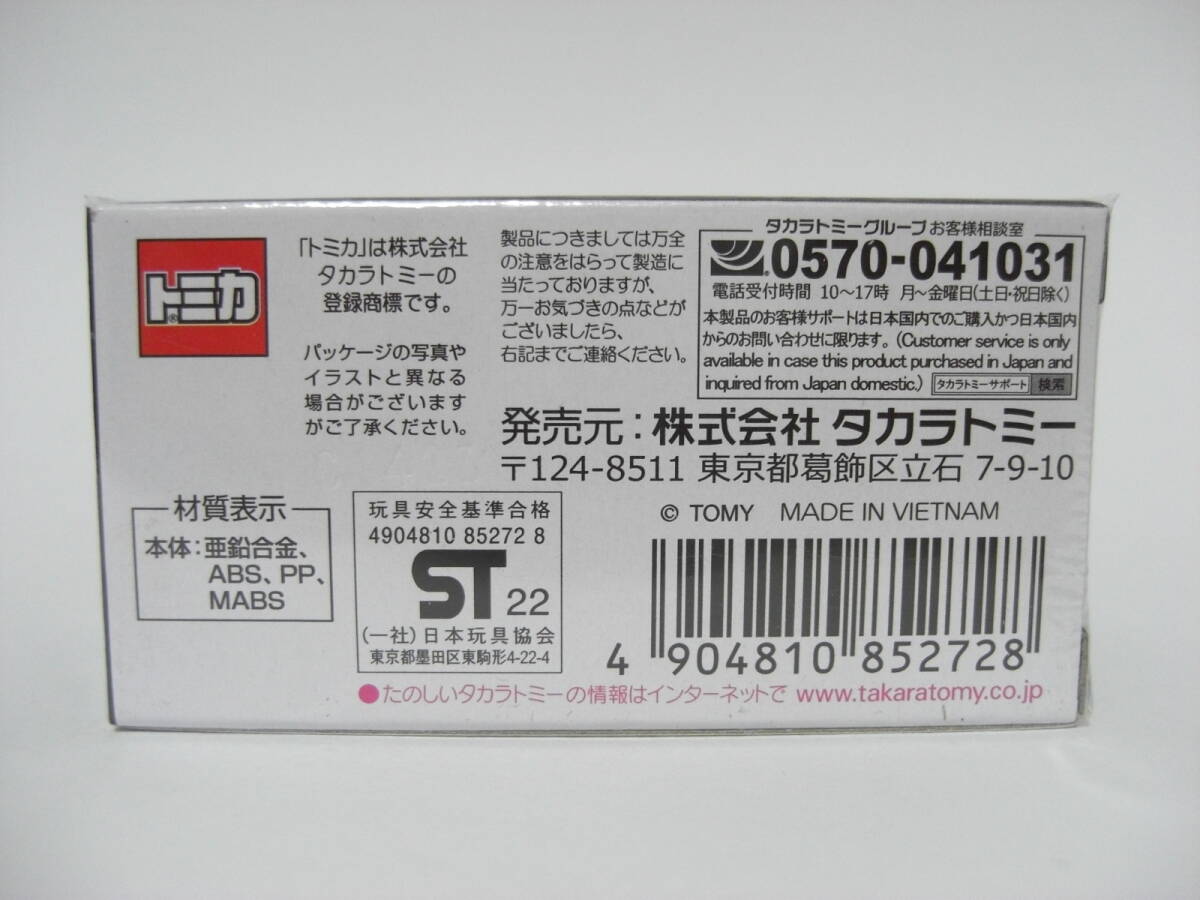 トミカ®
「トミカ」は株式会社
タカラトミーの
登録商標です。
パッケージの写真や
イラストと異なる
場合がございます
がご了承ください。
製品につきましては万全
の注意をはらって製造に
当たっておりますが、
万一お気づきの点などが
ございましたら、
右記までご連絡ください。
タカラトミーグループお客様相談室
0570-041031
電話受付時間 10〜17時 月〜金曜日(土日・祝日除く)
本製品のお客様サポートは日本国内でのご購入かつ日本国内
からのお問い合わせに限ります。(Customer service is only
available in case this product purchased in Japan and
inquired from Japan domestic.) タカラトミーサポート 検索
発売元：株式会社 タカラトミー
〒124-8511 東京都葛飾区立石 7-9-10
材質表示
本体：亜鉛合金、
ABS、PP、
MABS
玩具安全基準合格
4904810 85272 8
ST 22
(一社)日本玩具協会
東京都墨田区東駒形4-22-4
© TOMY MADE IN VIETNAM
4 904810 852728
●たのしいタカラトミーの情報はインターネットで www.takaratomy.co.jp